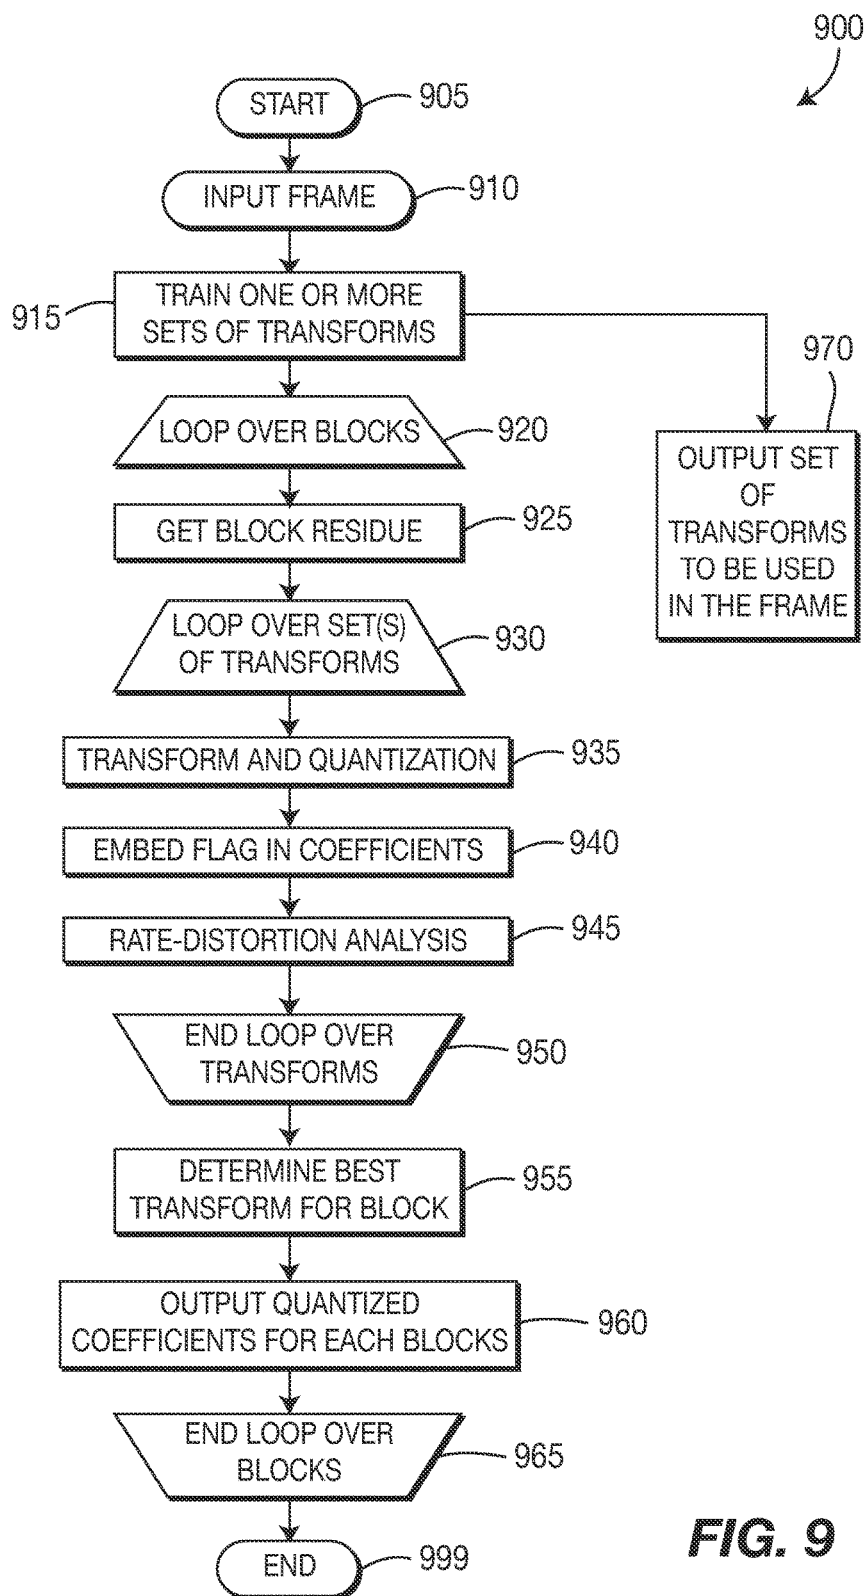 900
START
905
INPUT FRAME
910
915
TRAIN ONE OR MORE
SETS OF TRANSFORMS
970
OUTPUT SET
OF
TRANSFORMS
TO BE USED
IN THE FRAME
LOOP OVER BLOCKS
920
GET BLOCK RESIDUE
925
LOOP OVER SET(S)
OF TRANSFORMS
930
TRANSFORM AND QUANTIZATION
935
EMBED FLAG IN COEFFICIENTS
940
RATE-DISTORTION ANALYSIS
945
END LOOP OVER
TRANSFORMS
950
DETERMINE BEST
TRANSFORM FOR BLOCK
955
OUTPUT QUANTIZED
COEFFICIENTS FOR EACH BLOCKS
960
END LOOP OVER
BLOCKS
965
END
999
FIG. 9